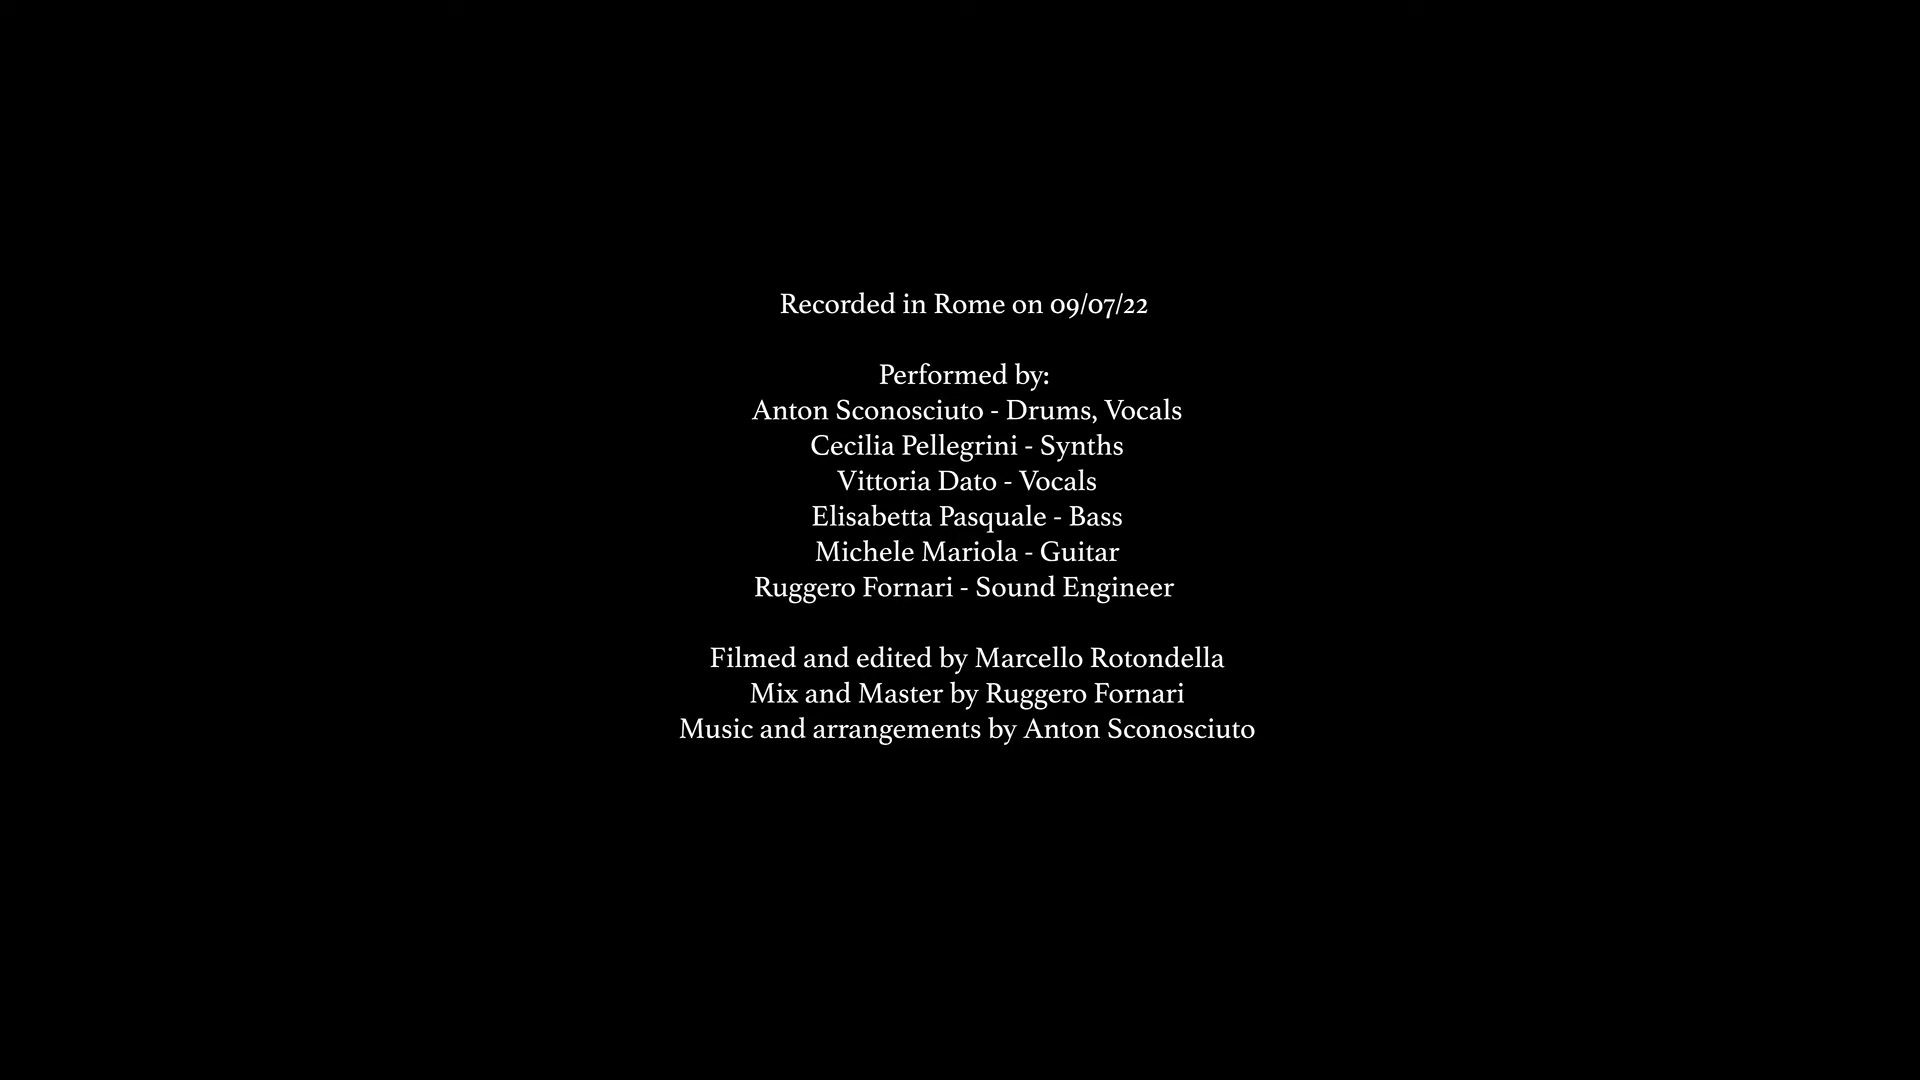 Recorded in Rome on 09/07/22
Performed by:
Anton Sconosciuto - Drums, Vocals
Cecilia Pellegrini - Synths
Vittoria Dato - Vocals
Elisabetta Pasquale - Bass
Michele Mariola - Guitar
Ruggero Fornari - Sound Engineer
Filmed and edited by Marcello Rotondella
Mix and Master by Ruggero Fornari
Music and arrangements by Anton Sconosciuto